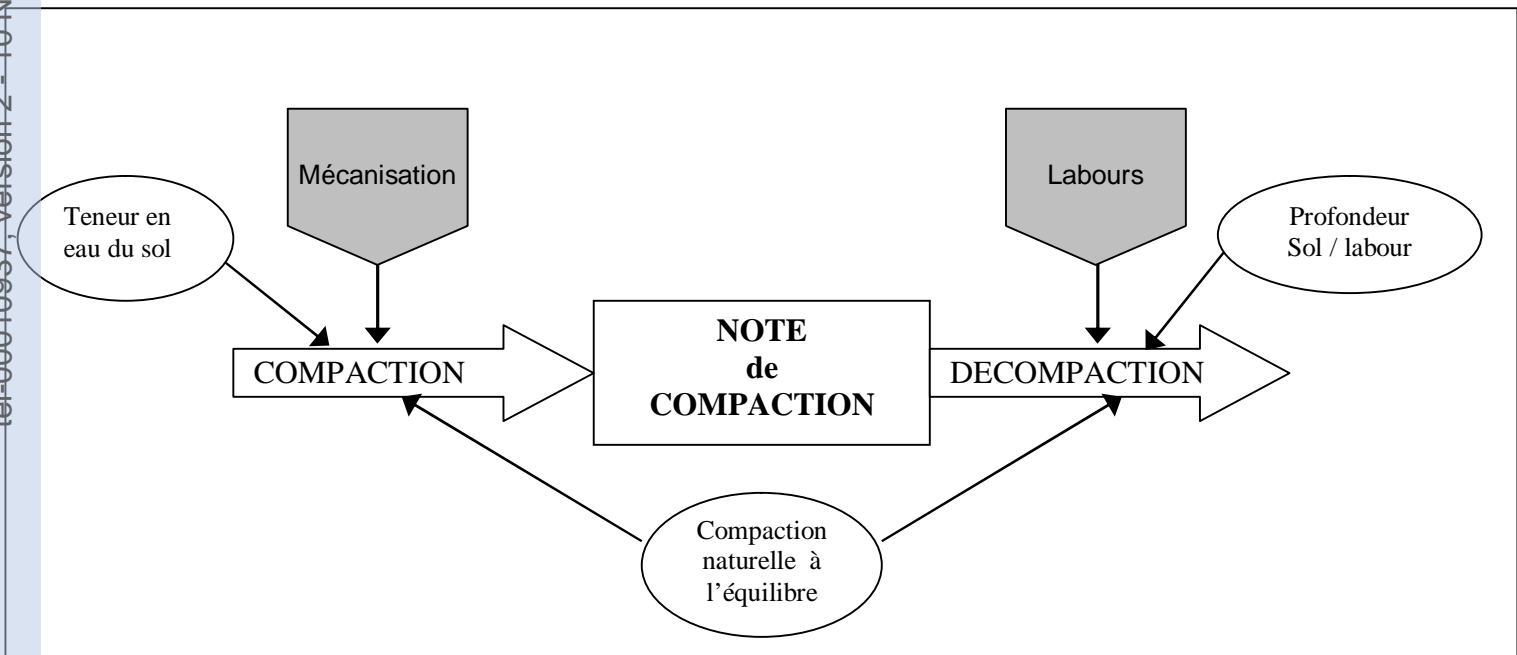 Mécanisation
Labours
Teneur en
eau du sol
Profondeur
Sol / labour
COMPACTION
NOTE
de
COMPACTION
DECOMPACTION
Compaction
naturelle à
l’équilibre